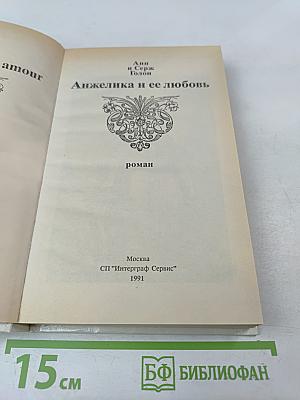 amour
Анн
и Серж
Голон
Анжелика и ее любовь
роман
Москва
СП "Интерграф Сервис"
1991
15 см
БФ БИБЛИОФАН